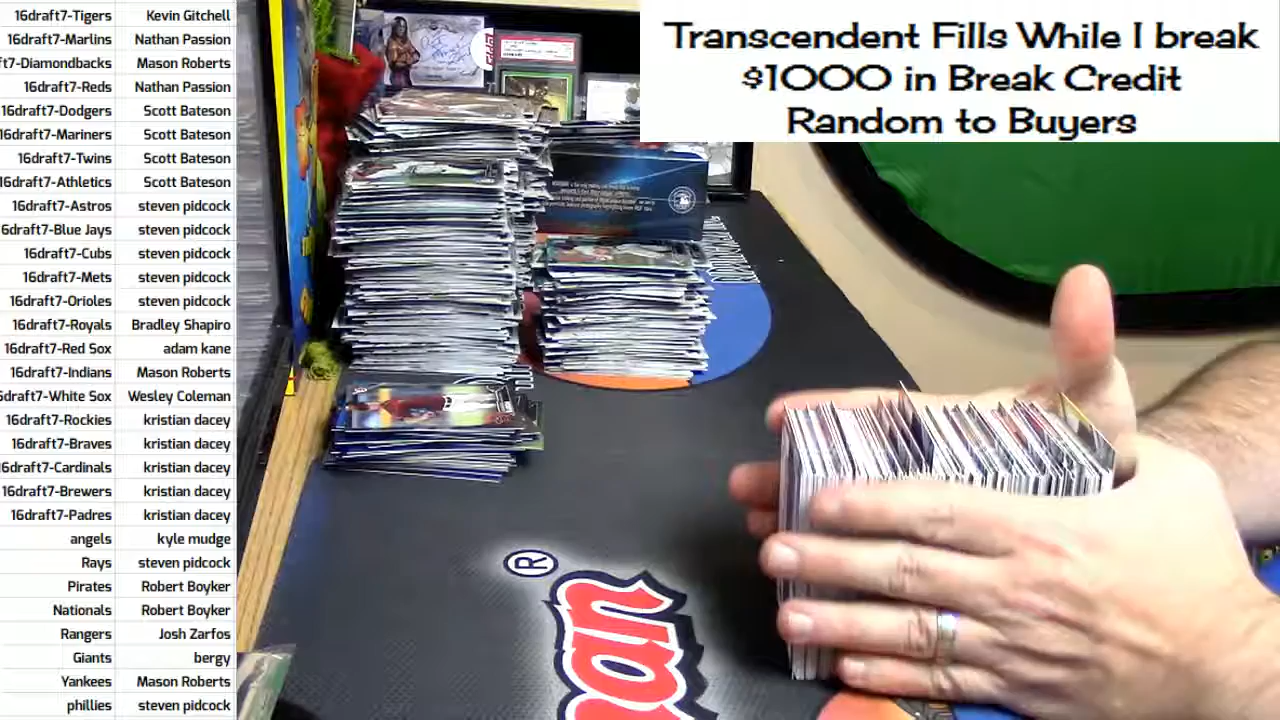 16draft7-Tigers Kevin Gitchell
16draft7-Marlins Nathan Passion
ft7-Diamondbacks Mason Roberts
16draft7-Reds Nathan Passion
16draft7-Dodgers Scott Bateson
16draft7-Mariners Scott Bateson
16draft7-Twins Scott Bateson
16draft7-Athletics Scott Bateson
16draft7-Astros steven pidcock
16draft7-Blue Jays steven pidcock
16draft7-Cubs steven pidcock
16draft7-Mets steven pidcock
16draft7-Orioles steven pidcock
16draft7-Royals Bradley Shapiro
16draft7-Red Sox adam kane
16draft7-Indians Mason Roberts
6draft7-White Sox Wesley Coleman
16draft7-Rockies kristian dacey
16draft7-Braves kristian dacey
16draft7-Cardinals kristian dacey
16draft7-Brewers kristian dacey
16draft7-Padres kristian dacey
angels kyle mudge
Rays steven pidcock
Pirates Robert Boyker
Nationals Robert Boyker
Rangers Josh Zarfos
Giants bergy
Yankees Mason Roberts
phillies steven pidcock
Transcendent Fills While I break
$1000 in Break Credit
Random to Buyers
®